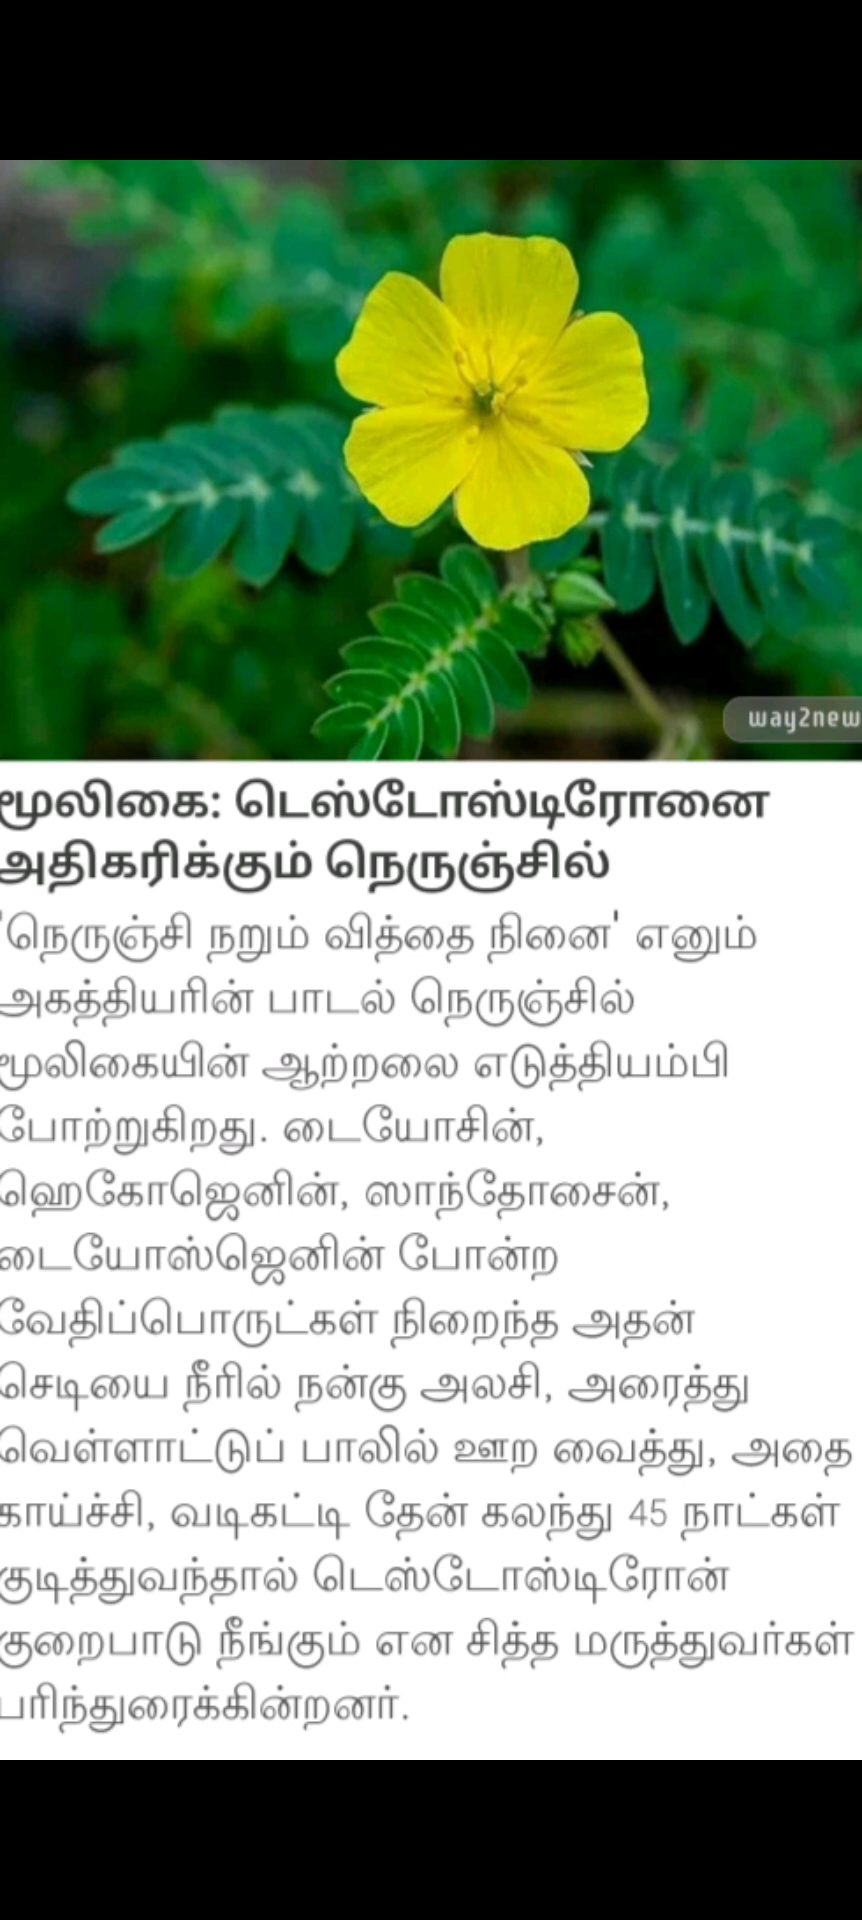 way2new
மூலிகை: டெஸ்டோஸ்டிரோனை
அதிகரிக்கும் நெருஞ்சில்
'நெருஞ்சி நறும் வித்தை நினை' எனும்
அகத்தியரின் பாடல் நெருஞ்சில்
மூலிகையின் ஆற்றலை எடுத்தியம்பி
போற்றுகிறது. டையோசின்,
ஹெகோஜெனின், ஸாந்தோசைன்,
டையோஸ்ஜெனின் போன்ற
வேதிப்பொருட்கள் நிறைந்த அதன்
செடியை நீரில் நன்கு அலசி, அரைத்து
வெள்ளாட்டுப் பாலில் ஊற வைத்து, அதை
காய்ச்சி, வடிகட்டி தேன் கலந்து 45 நாட்கள்
குடித்துவந்தால் டெஸ்டோஸ்டிரோன்
குறைபாடு நீங்கும் என சித்த மருத்துவர்கள்
பரிந்துரைக்கின்றனர்.